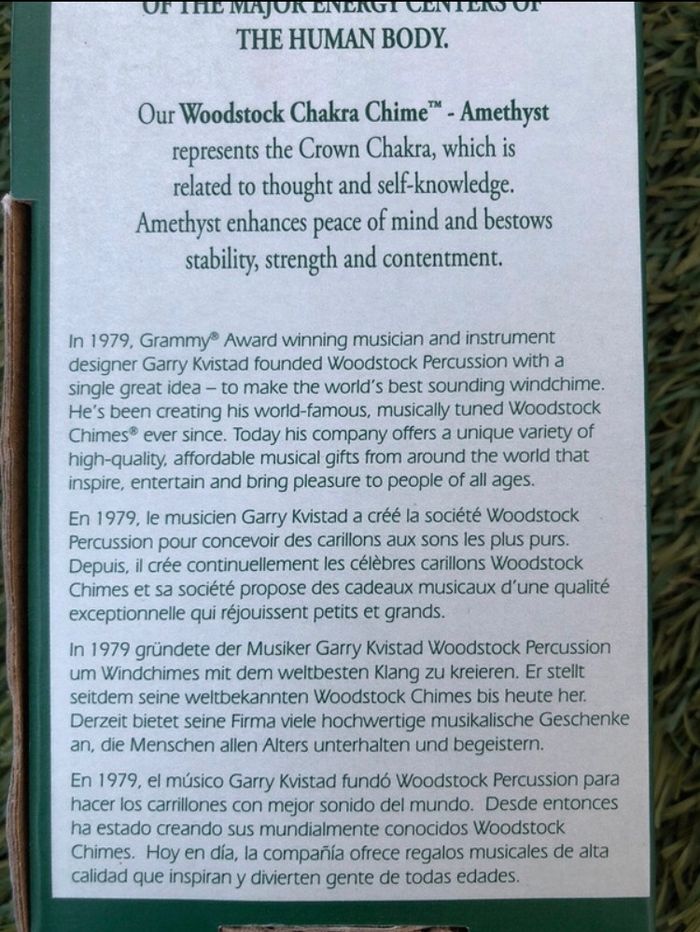 OF THE MAJOR ENERGY CENTERS OF
THE HUMAN BODY.
Our Woodstock Chakra Chime™ - Amethyst
represents the Crown Chakra, which is
related to thought and self-knowledge.
Amethyst enhances peace of mind and bestows
stability, strength and contentment.
In 1979, Grammy® Award winning musician and instrument
designer Garry Kvistad founded Woodstock Percussion with a
single great idea – to make the world's best sounding windchime.
He's been creating his world-famous, musically tuned Woodstock
Chimes® ever since. Today his company offers a unique variety of
high-quality, affordable musical gifts from around the world that
inspire, entertain and bring pleasure to people of all ages.
En 1979, le musicien Garry Kvistad a créé la société Woodstock
Percussion pour concevoir des carillons aux sons les plus purs.
Depuis, il crée continuellement les célèbres carillons Woodstock
Chimes et sa société propose des cadeaux musicaux d'une qualité
exceptionnelle qui réjouissent petits et grands.
In 1979 gründete der Musiker Garry Kvistad Woodstock Percussion
um Windchimes mit dem weltbesten Klang zu kreieren. Er stellt
seitdem seine weltbekannten Woodstock Chimes bis heute her.
Derzeit bietet seine Firma viele hochwertige musikalische Geschenke
an, die Menschen allen Alters unterhalten und begeistern.
En 1979, el músico Garry Kvistad fundó Woodstock Percussion para
hacer los carrillones con mejor sonido del mundo. Desde entonces
ha estado creando sus mundialmente conocidos Woodstock
Chimes. Hoy en día, la compañía ofrece regalos musicales de alta
calidad que inspiran y divierten gente de todas edades.